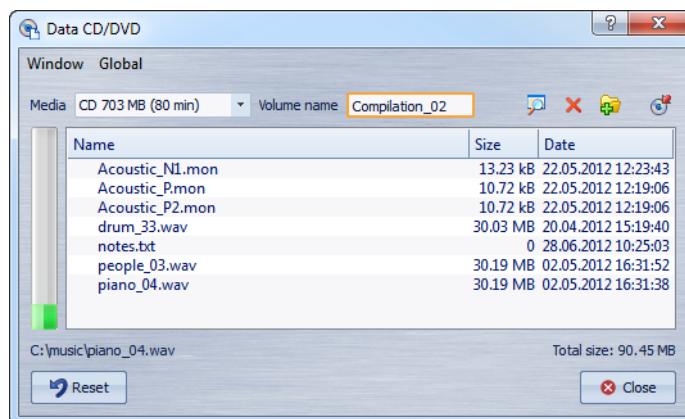 Data CD/DVD
Window Global
Media CD 703 MB (80 min) Volume name Compilation_02
Name Size Date
Acoustic_N1.mon 13.23 kB 22.05.2012 12:23:43
Acoustic_P.mon 10.72 kB 22.05.2012 12:19:06
Acoustic_P2.mon 10.72 kB 22.05.2012 12:19:06
drum_33.wav 30.03 MB 20.04.2012 15:19:40
notes.txt 0 28.06.2012 10:25:03
people_03.wav 30.19 MB 02.05.2012 16:31:52
piano_04.wav 30.19 MB 02.05.2012 16:31:38
C:\music\piano_04.wav Total size: 90.45 MB
Reset Close